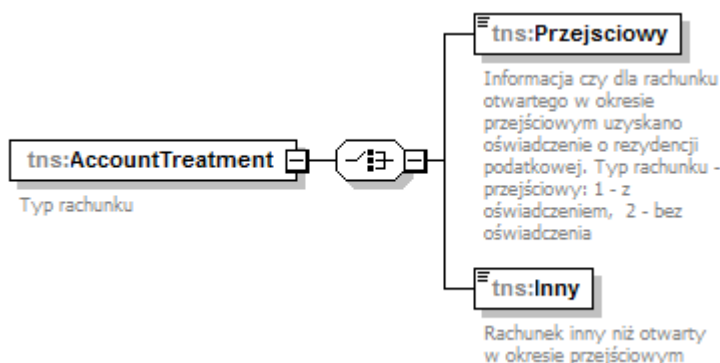 tns:Przejsciowy
Informacja czy dla rachunku
otwartego w okresie
przejściowym uzyskano
oświadczenie o rezydencji
podatkowej. Typ rachunku -
przejściowy: 1 - z
oświadczeniem,  2 - bez
oświadczenia
tns:AccountTreatment
Typ rachunku
tns:Inny
Rachunek inny niż otwarty
w okresie przejściowym